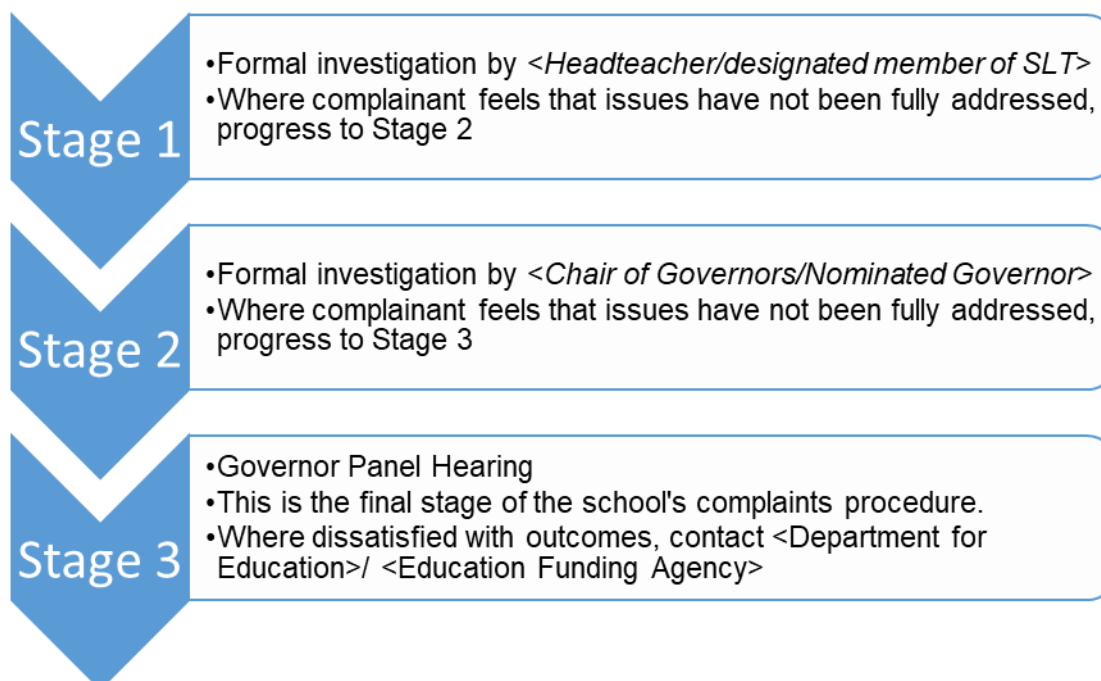 Stage 1
•Formal investigation by <Headteacher/designated member of SLT>
•Where complainant feels that issues have not been fully addressed,
progress to Stage 2
Stage 2
•Formal investigation by <Chair of Governors/Nominated Governor>
•Where complainant feels that issues have not been fully addressed,
progress to Stage 3
Stage 3
•Governor Panel Hearing
•This is the final stage of the school's complaints procedure.
•Where dissatisfied with outcomes, contact <Department for
Education>/ <Education Funding Agency>